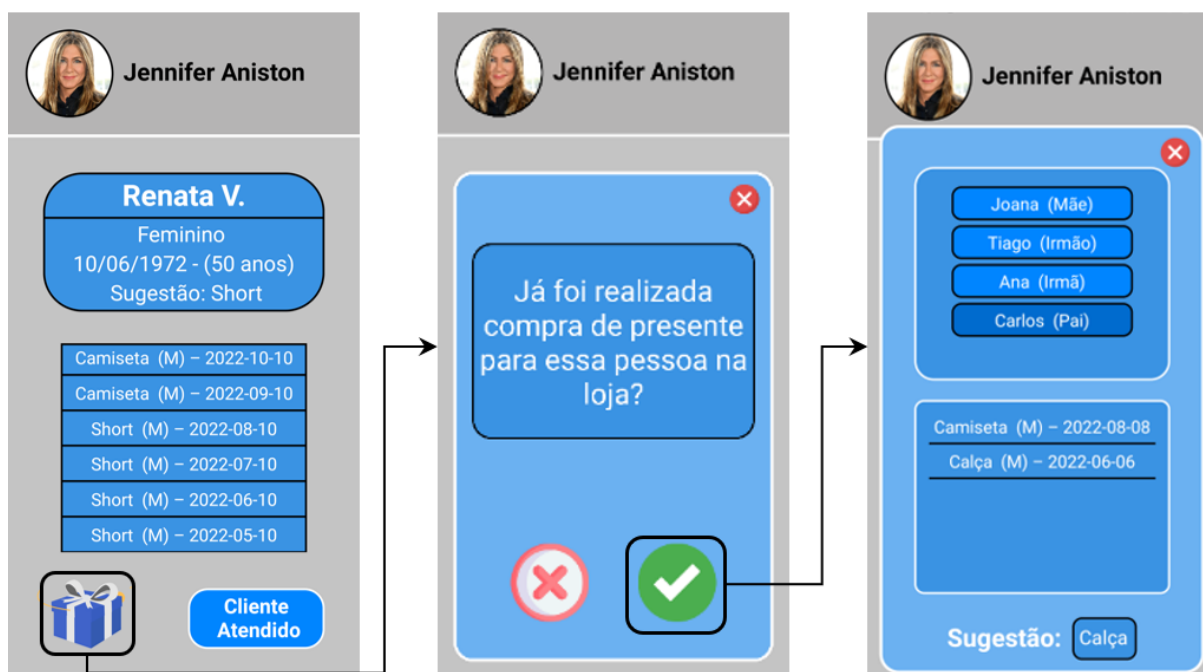 Jennifer Aniston
Renata V.
Feminino
10/06/1972 - (50 anos)
Sugestão: Short
Camiseta (M) – 2022-10-10
Camiseta (M) – 2022-09-10
Short (M) – 2022-08-10
Short (M) – 2022-07-10
Short (M) – 2022-06-10
Short (M) – 2022-05-10
Cliente
Atendido
Jennifer Aniston
Já foi realizada
compra de presente
para essa pessoa na
loja?
Jennifer Aniston
Joana (Mãe)
Tiago (Irmão)
Ana (Irmã)
Carlos (Pai)
Camiseta (M) – 2022-08-08
Calça (M) – 2022-06-06
Sugestão: Calça